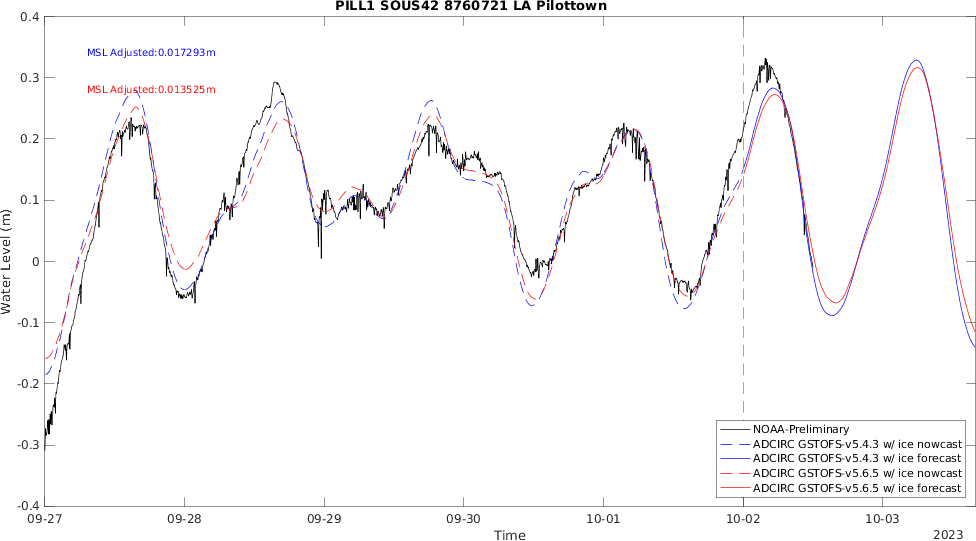 PILL1 SOUS42 8760721 LA Pilottown
0.4
MSL Adjusted:0.017293m
0.3
MSL Adjusted:0.013525m
0.2
0.1
Water Level (m)
0
-0.1
-0.2
-0.3
-0.4
NOAA-Preliminary
ADCIRC GSTOFS-v5.4.3 w/ ice nowcast
ADCIRC GSTOFS-v5.4.3 w/ ice forecast
ADCIRC GSTOFS-v5.6.5 w/ ice nowcast
ADCIRC GSTOFS-v5.6.5 w/ ice forecast
09-27 09-28 09-29 09-30 10-01 10-02 10-03
Time
2023